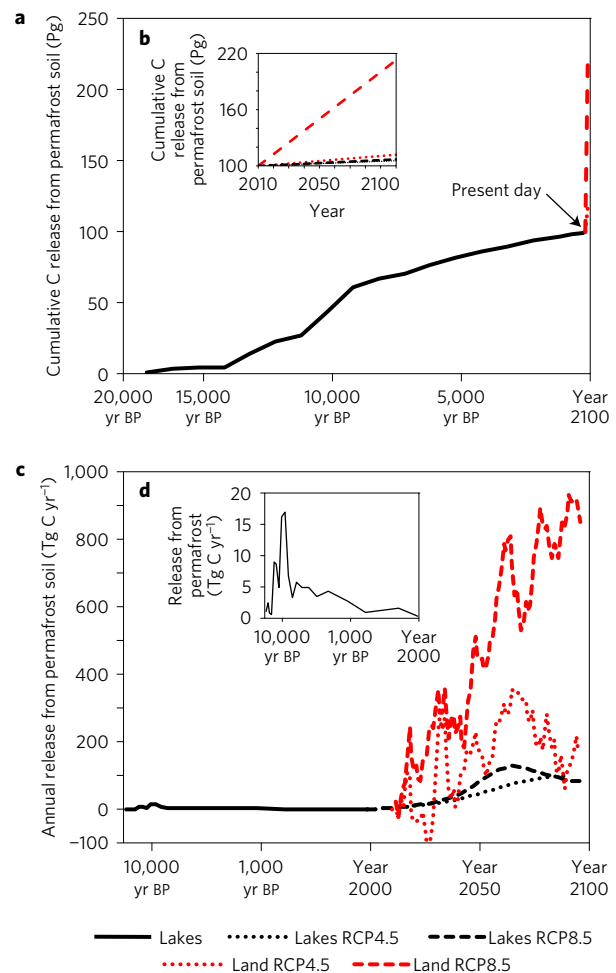 a
Cumulative C release from permafrost soil (Pg)
250
200
150
100
50
0
20,000
yr BP
15,000
yr BP
10,000
yr BP
5,000
yr BP
Year
2100
Present day
b
Cumulative C
release from
permafrost soil (Pg)
220
160
100
2010
2050
2100
Year
c
Annual release from permafrost soil (Tg C yr⁻¹)
1,000
800
600
400
200
0
−100
10,000
yr BP
1,000
yr BP
Year
2000
Year
2050
Year
2100
d
Release from
permafrost
(Tg C yr⁻¹)
20
15
10
5
0
10,000
yr BP
1,000
yr BP
Year
2000
Lakes
Lakes RCP4.5
Lakes RCP8.5
Land RCP4.5
Land RCP8.5